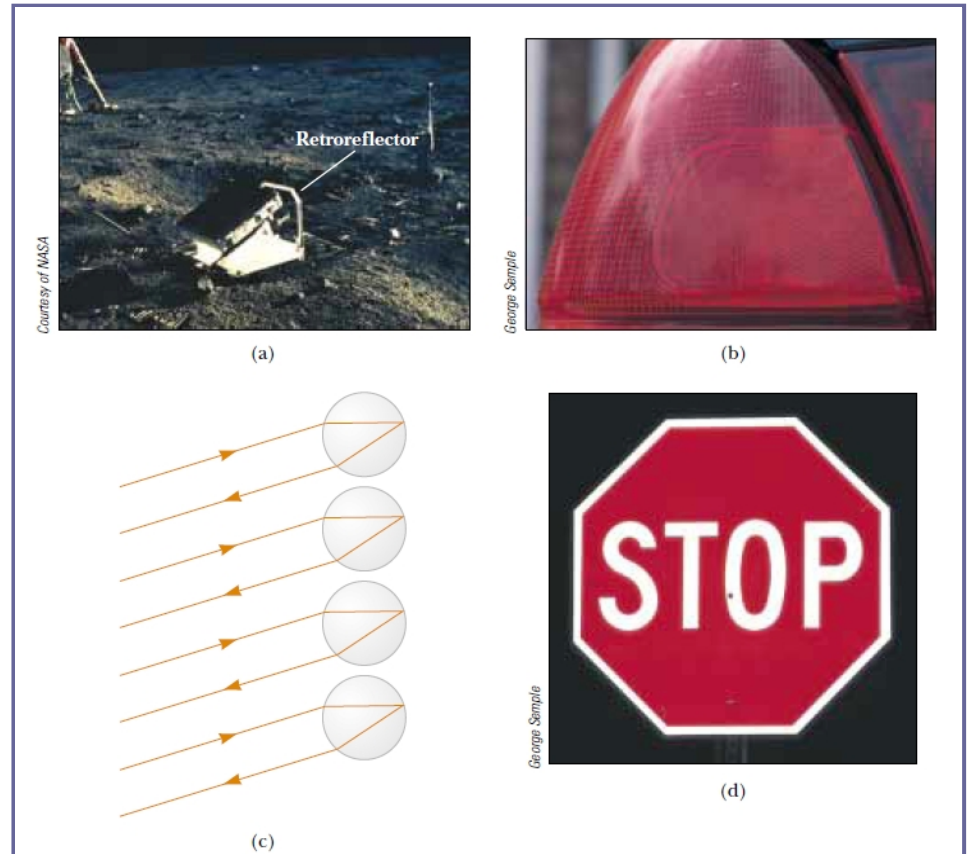 Courtesy of NASA
Retroreflector
(a)
George Semple
(b)
(c)
STOP
George Semple
(d)